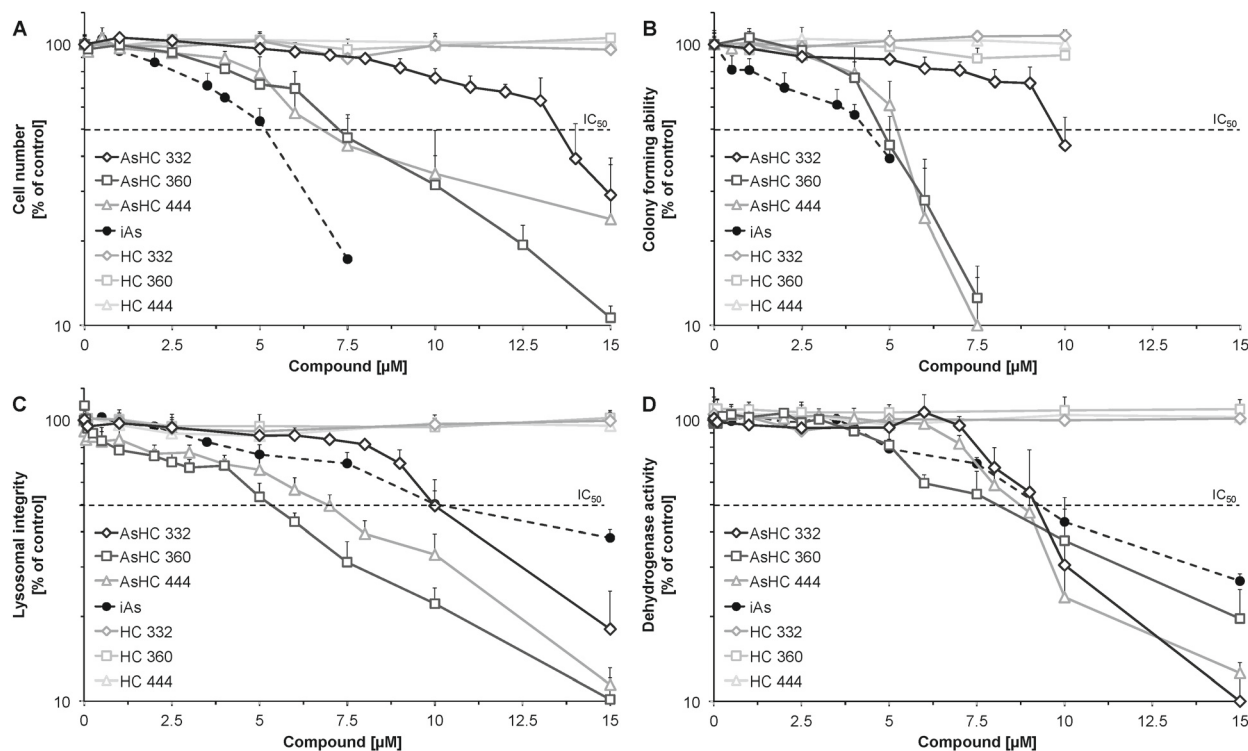 A
Cell number
[% of control]
100
10
IC50
AsHC 332
AsHC 360
AsHC 444
iAs
HC 332
HC 360
HC 444
0 2.5 5 7.5 10 12.5 15
Compound [µM]
B
Colony forming ability
[% of control]
100
10
IC50
AsHC 332
AsHC 360
AsHC 444
iAs
HC 332
HC 360
HC 444
0 2.5 5 7.5 10 12.5 15
Compound [µM]
C
Lysosomal integrity
[% of control]
100
10
IC50
AsHC 332
AsHC 360
AsHC 444
iAs
HC 332
HC 360
HC 444
0 2.5 5 7.5 10 12.5 15
Compound [µM]
D
Dehydrogenase activity
[% of control]
100
10
IC50
AsHC 332
AsHC 360
AsHC 444
iAs
HC 332
HC 360
HC 444
0 2.5 5 7.5 10 12.5 15
Compound [µM]